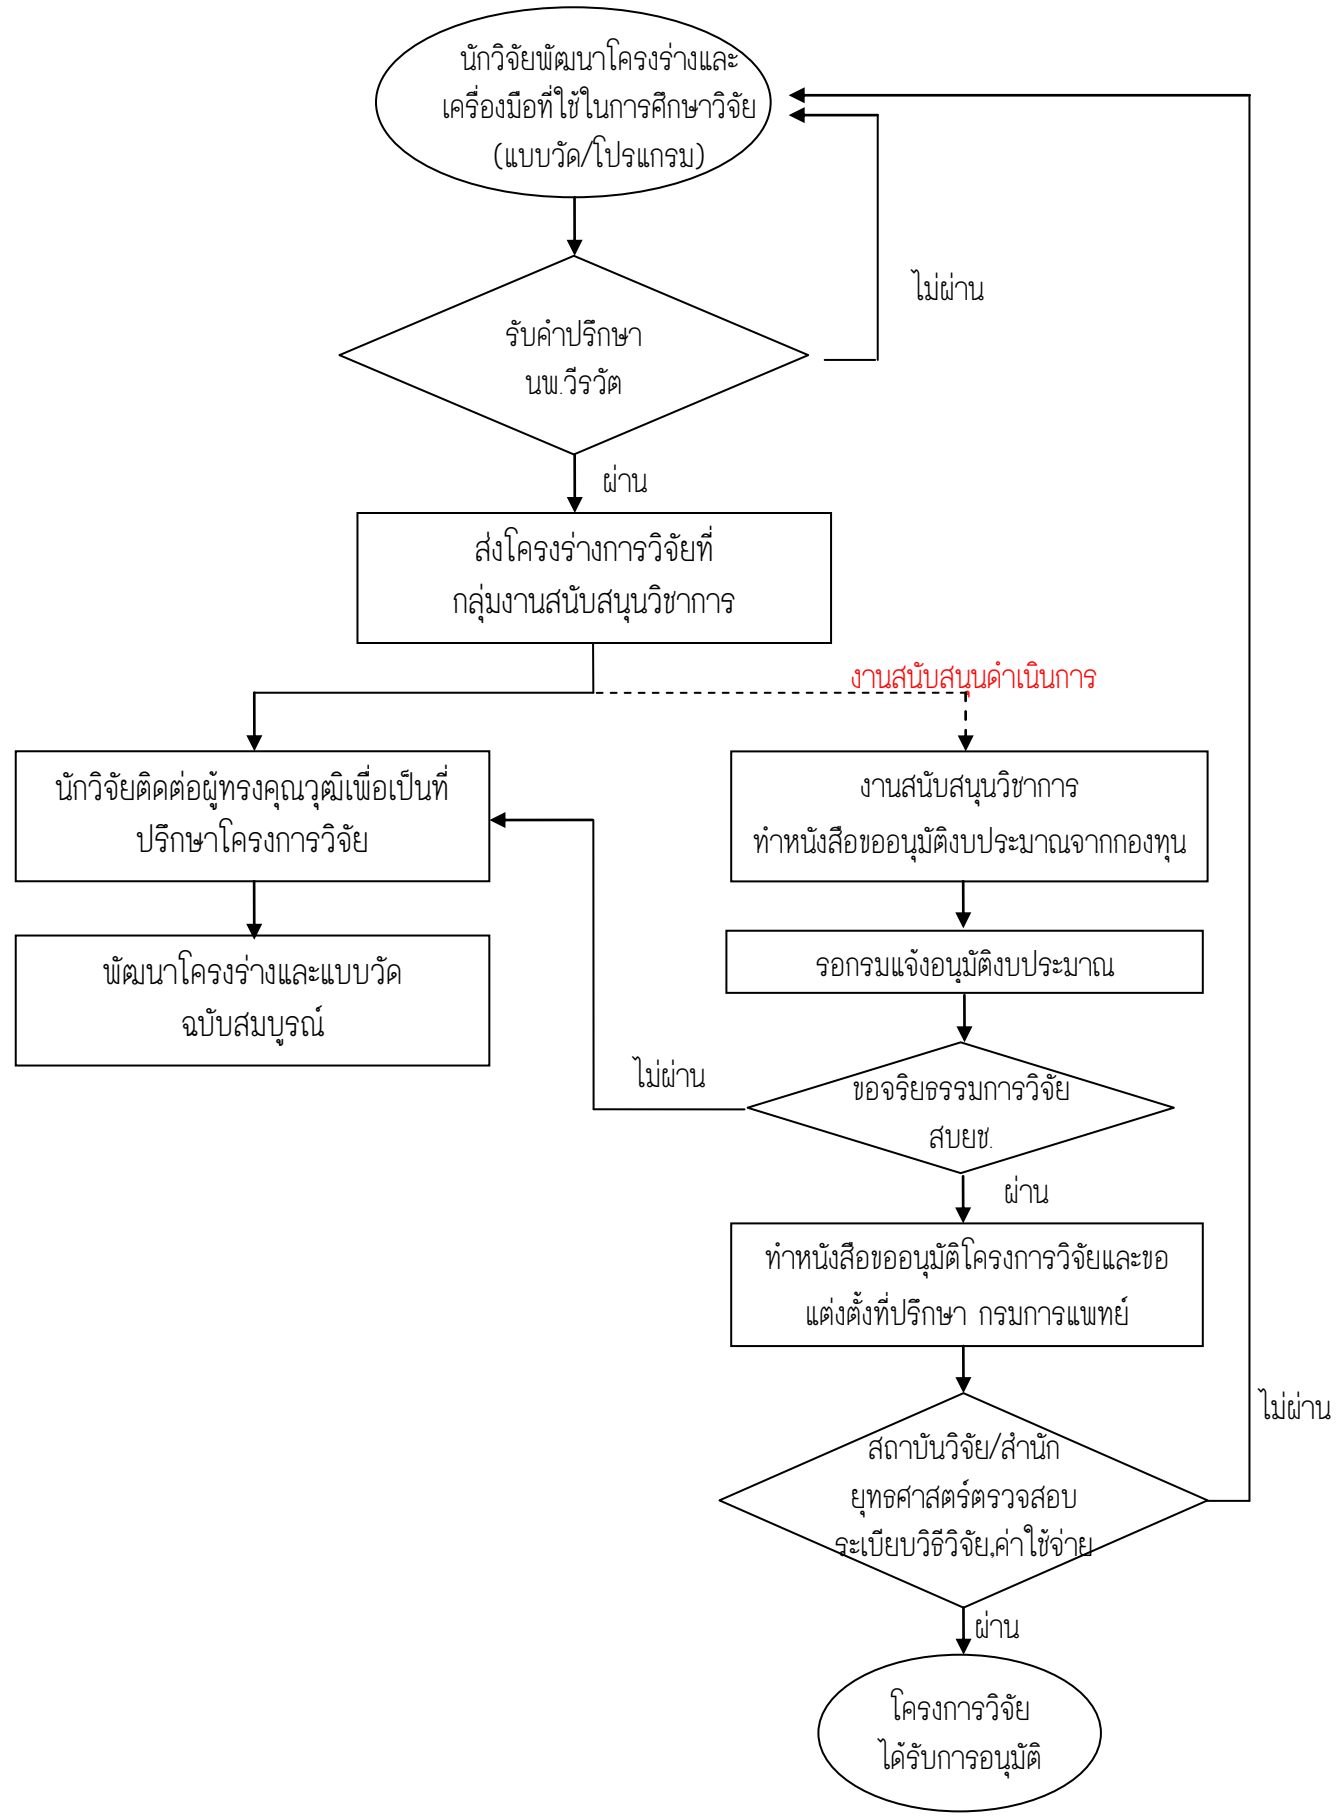 นักวิจัยพัฒนาโครงร่างและ
เครื่องมือที่ใช้ในการศึกษาวิจัย
(แบบวัด/โปรแกรม)
ไม่ผ่าน
รับคำปรึกษา
นพ.วีรวัต
ผ่าน
ส่งโครงร่างการวิจัยที่
กลุ่มงานสนับสนุนวิชาการ
งานสนับสนุนดำเนินการ
นักวิจัยติดต่อผู้ทรงคุณวุฒิเพื่อเป็นที่
ปรึกษาโครงการวิจัย
งานสนับสนุนวิชาการ
ทำหนังสือขออนุมัติงบประมาณจากกองทุน
พัฒนาโครงร่างและแบบวัด
ฉบับสมบูรณ์
รอกรมแจ้งอนุมัติงบประมาณ
ไม่ผ่าน
ขอจริยธรรมการวิจัย
สบยช.
ผ่าน
ทำหนังสือขออนุมัติโครงการวิจัยและขอ
แต่งตั้งที่ปรึกษา กรมการแพทย์
ไม่ผ่าน
สถาบันวิจัย/สำนัก
ยุทธศาสตร์ตรวจสอบ
ระเบียบวิธีวิจัย,ค่าใช้จ่าย
ผ่าน
โครงการวิจัย
ได้รับการอนุมัติ